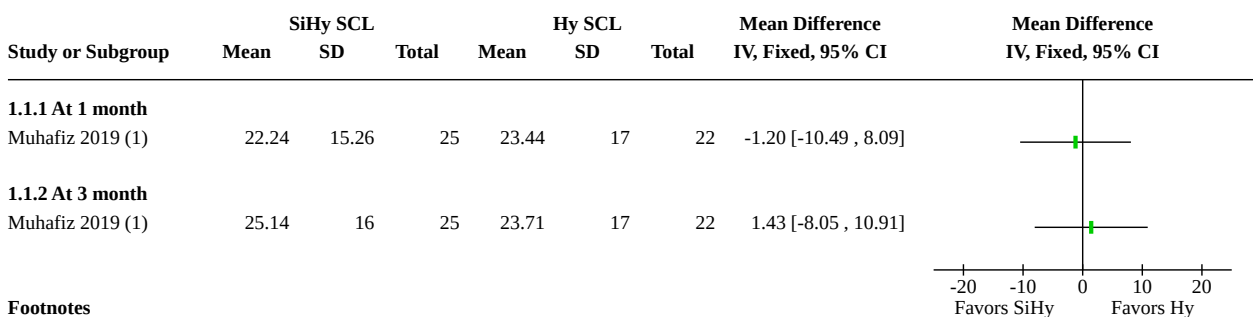 SiHy SCL Hy SCL Mean Difference Mean Difference
Study or Subgroup Mean SD Total Mean SD Total IV, Fixed, 95% CI IV, Fixed, 95% CI
1.1.1 At 1 month
Muhafiz 2019 (1) 22.24 15.26 25 23.44 17 22 -1.20 [-10.49 , 8.09]
1.1.2 At 3 month
Muhafiz 2019 (1) 25.14 16 25 23.71 17 22 1.43 [-8.05 , 10.91]
-20 -10 0 10 20
Footnotes Favors SiHy Favors Hy